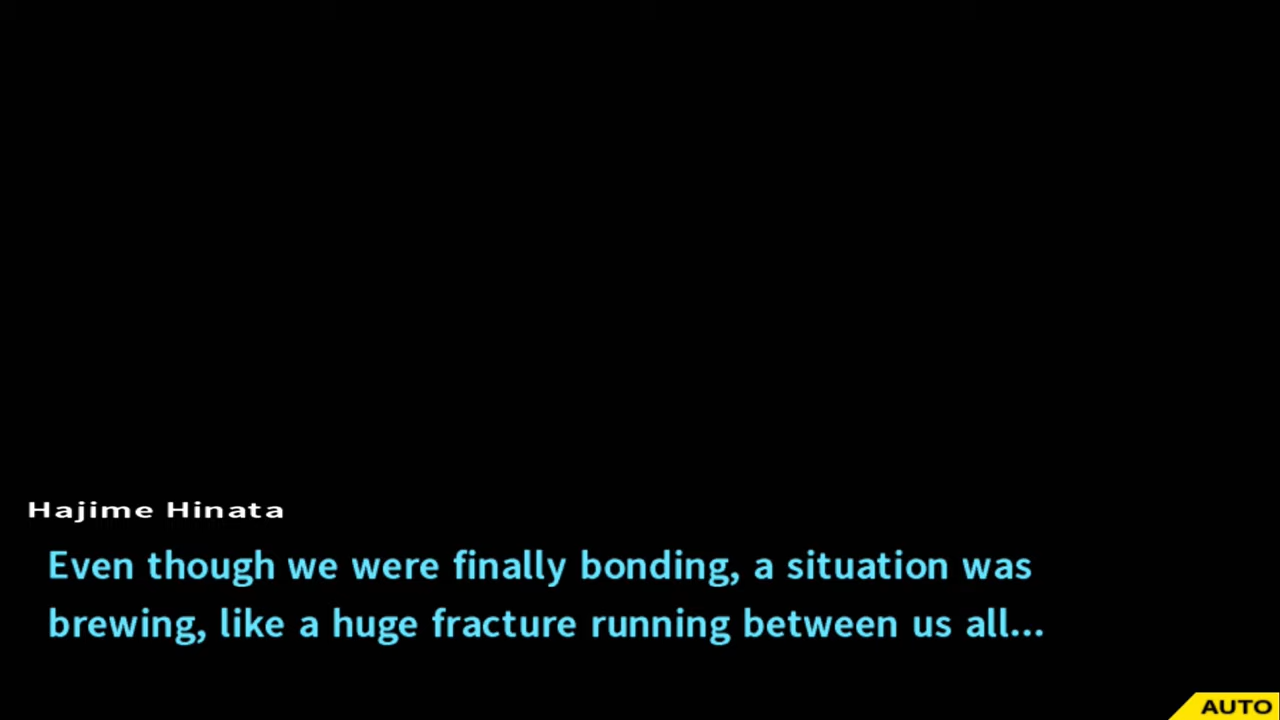 Hajime Hinata
Even though we were finally bonding, a situation was
brewing, like a huge fracture running between us all...
AUTO